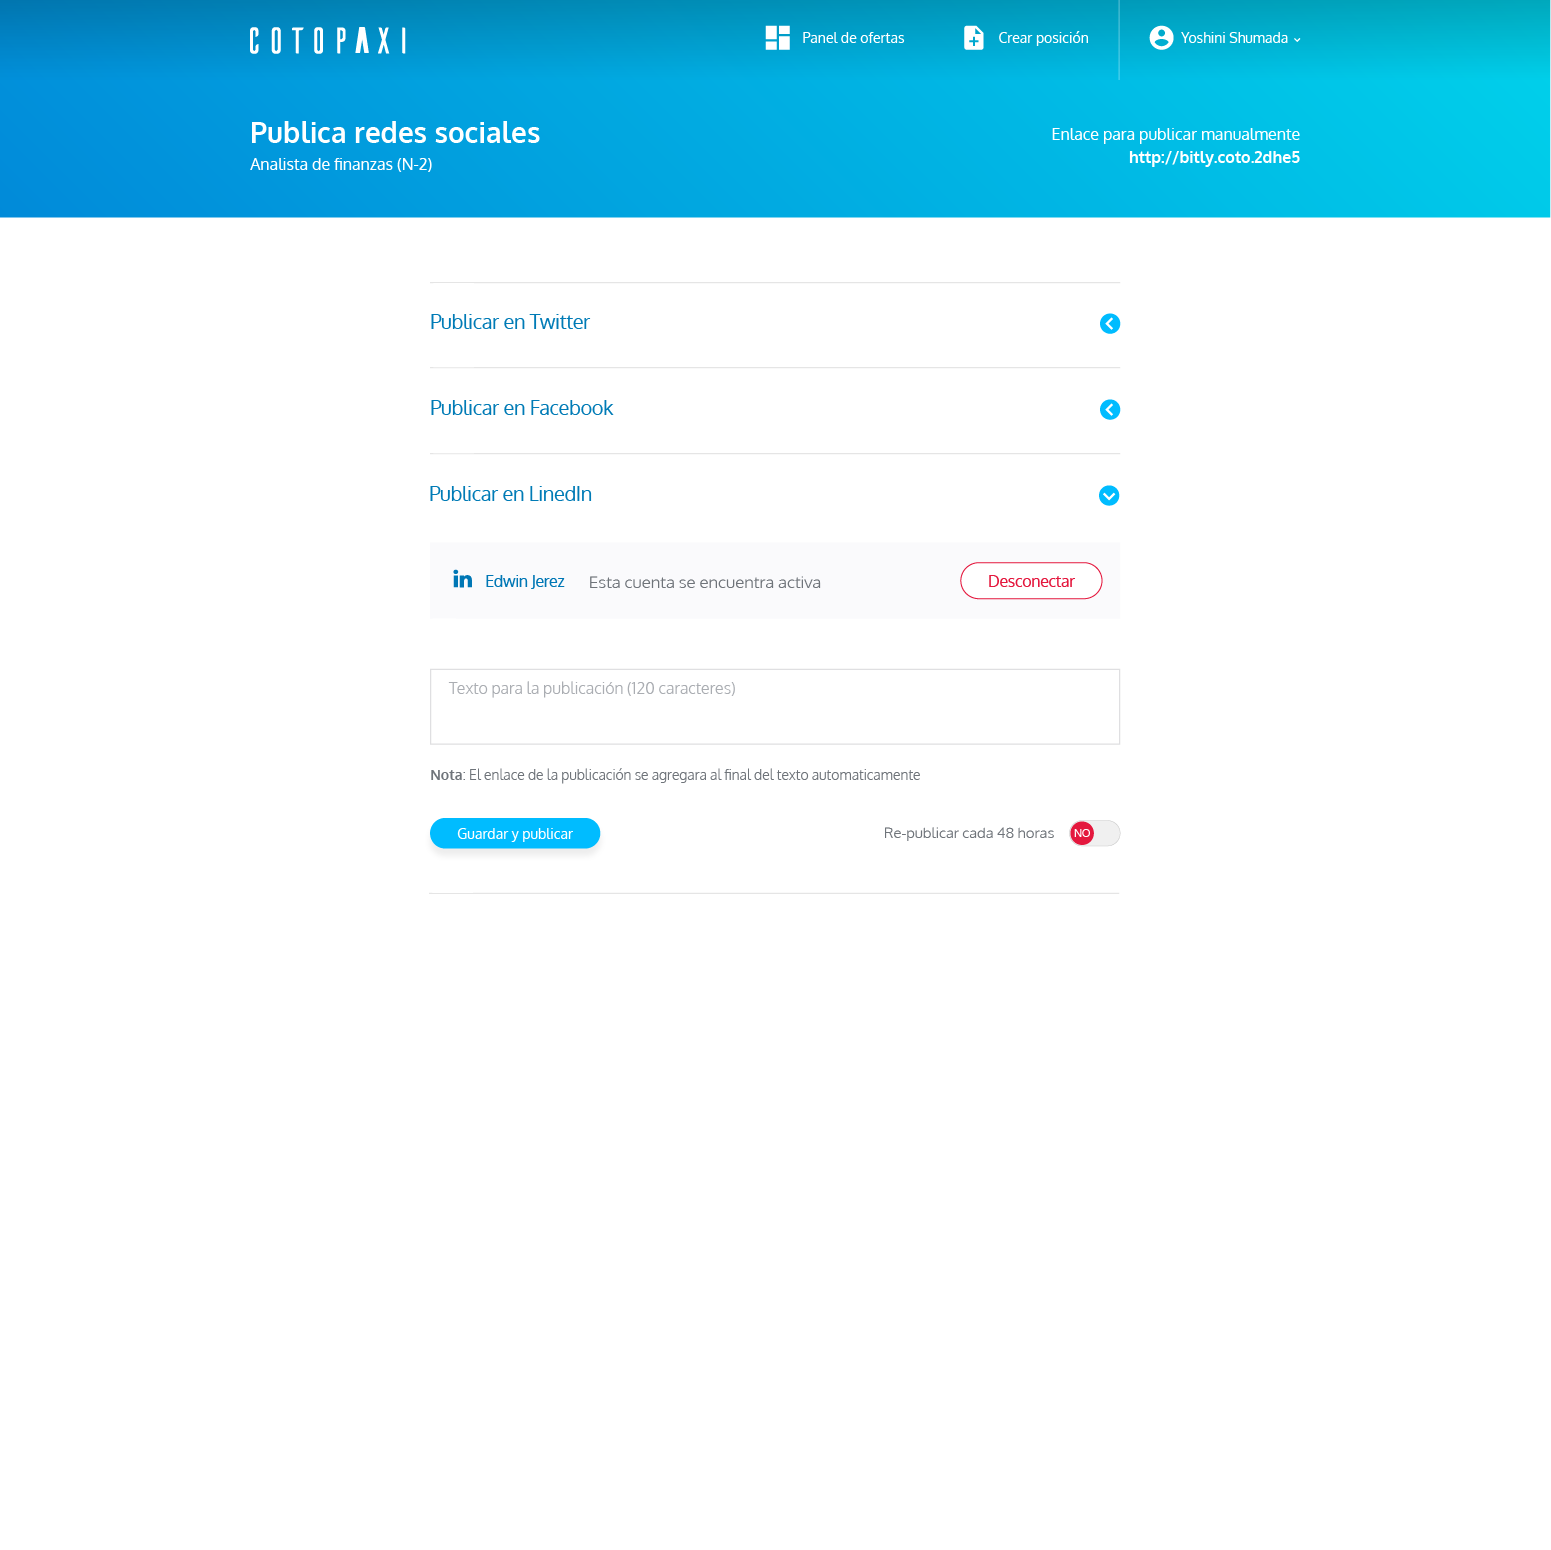 COTOPAXI
Panel de ofertas
Crear posición
Yoshini Shumada
Publica redes sociales
Analista de finanzas (N-2)
Enlace para publicar manualmente
http://bitly.coto.2dhe5
Publicar en Twitter
Publicar en Facebook
Publicar en LinedIn
in Edwin Jerez Esta cuenta se encuentra activa Desconectar
Texto para la publicación (120 caracteres)
Nota: El enlace de la publicación se agregara al final del texto automaticamente
Guardar y publicar
Re-publicar cada 48 horas NO